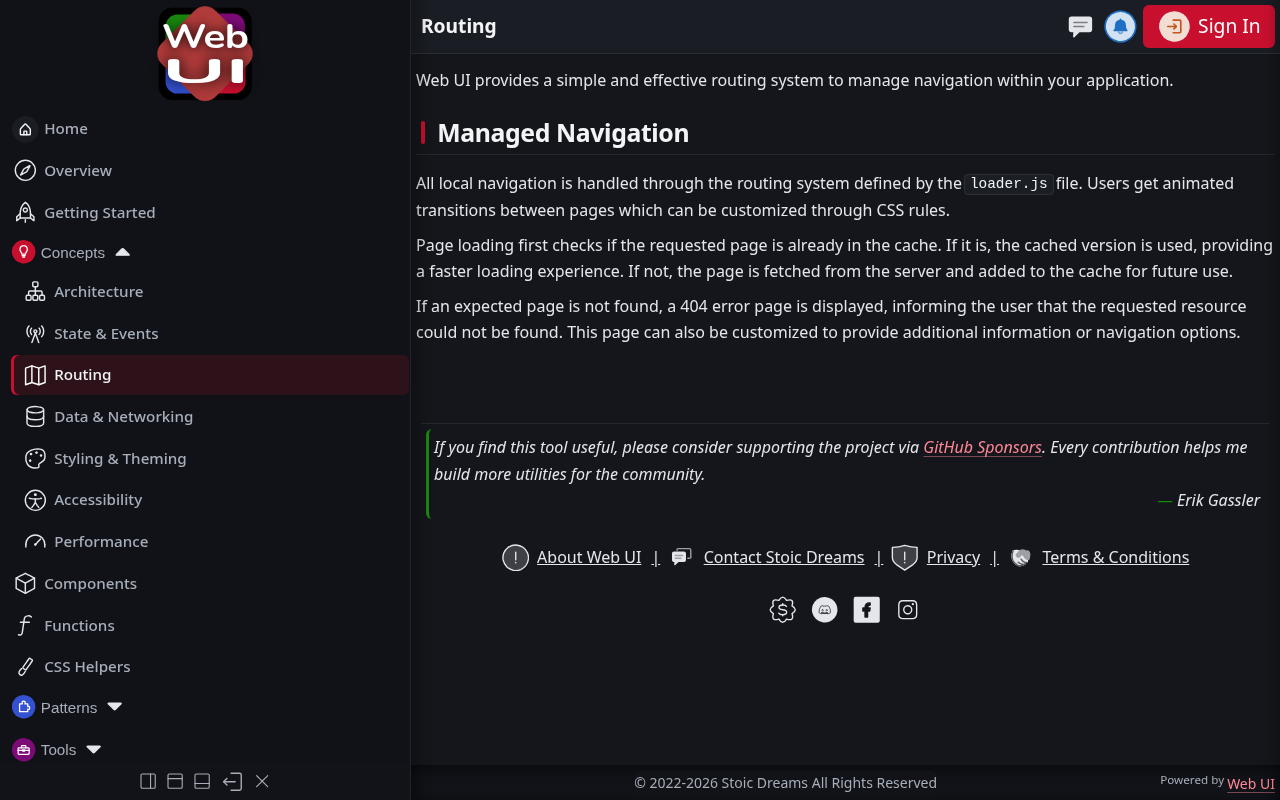 Web
UI
Home
Overview
Getting Started
Concepts
Architecture
State & Events
Routing
Data & Networking
Styling & Theming
Accessibility
Performance
Components
Functions
CSS Helpers
Patterns
Tools
Routing
Sign In
Web UI provides a simple and effective routing system to manage navigation within your application.
Managed Navigation
All local navigation is handled through the routing system defined by the loader.js file. Users get animated
transitions between pages which can be customized through CSS rules.
Page loading first checks if the requested page is already in the cache. If it is, the cached version is used, providing
a faster loading experience. If not, the page is fetched from the server and added to the cache for future use.
If an expected page is not found, a 404 error page is displayed, informing the user that the requested resource
could not be found. This page can also be customized to provide additional information or navigation options.
If you find this tool useful, please consider supporting the project via GitHub Sponsors. Every contribution helps me
build more utilities for the community.
— Erik Gassler
About Web UI | Contact Stoic Dreams | Privacy | Terms & Conditions
© 2022-2026 Stoic Dreams All Rights Reserved
Powered by Web UI